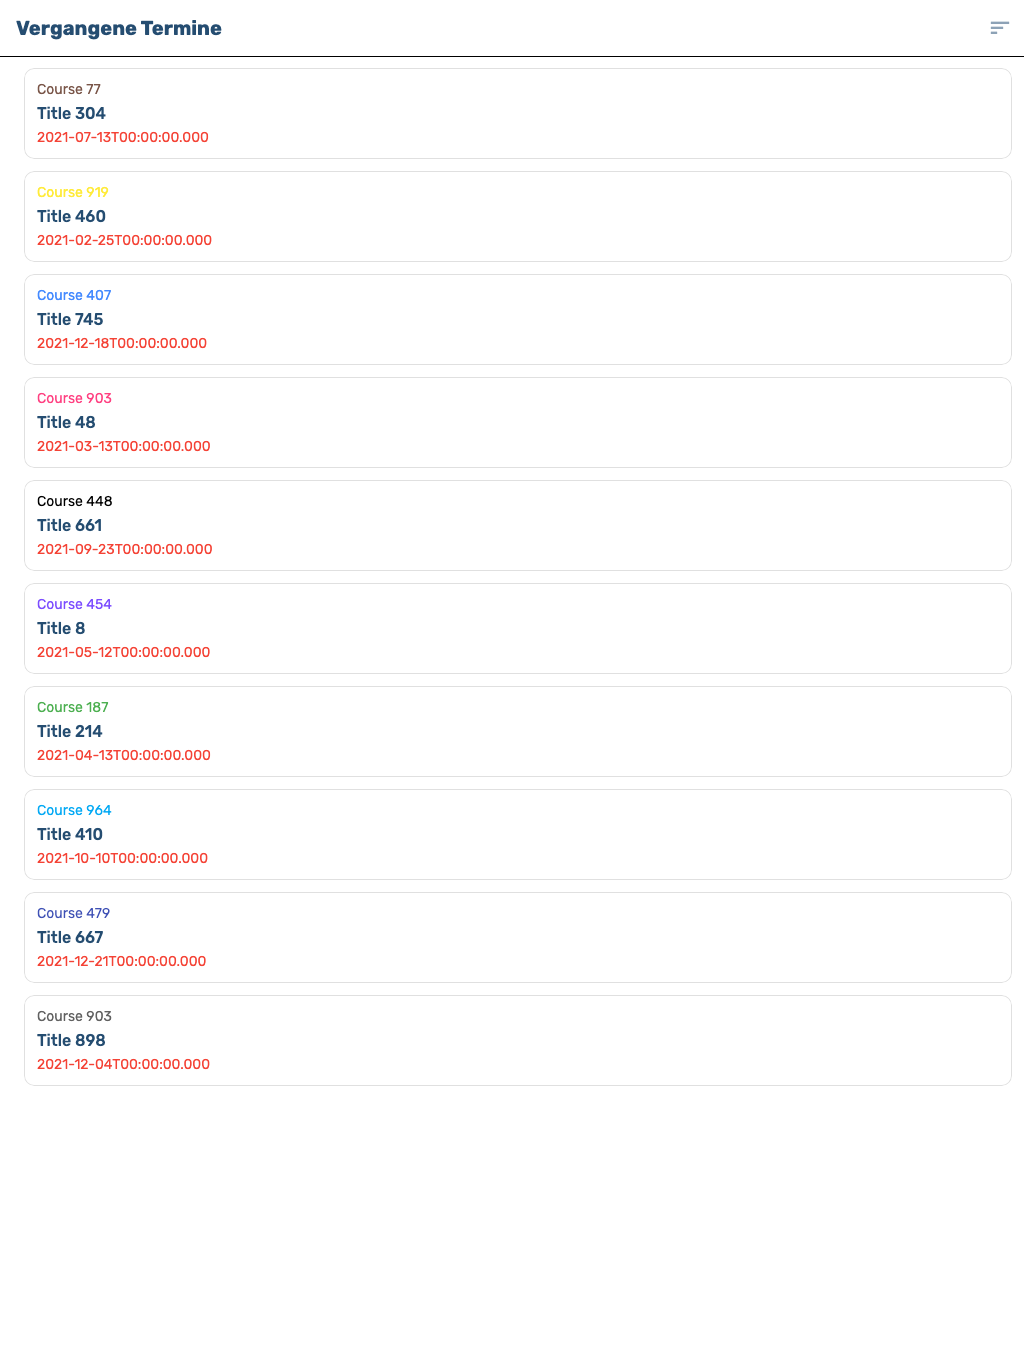 Vergangene Termine
Course 77
Title 304
2021-07-13T00:00:00.000
Course 919
Title 460
2021-02-25T00:00:00.000
Course 407
Title 745
2021-12-18T00:00:00.000
Course 903
Title 48
2021-03-13T00:00:00.000
Course 448
Title 661
2021-09-23T00:00:00.000
Course 454
Title 8
2021-05-12T00:00:00.000
Course 187
Title 214
2021-04-13T00:00:00.000
Course 964
Title 410
2021-10-10T00:00:00.000
Course 479
Title 667
2021-12-21T00:00:00.000
Course 903
Title 898
2021-12-04T00:00:00.000